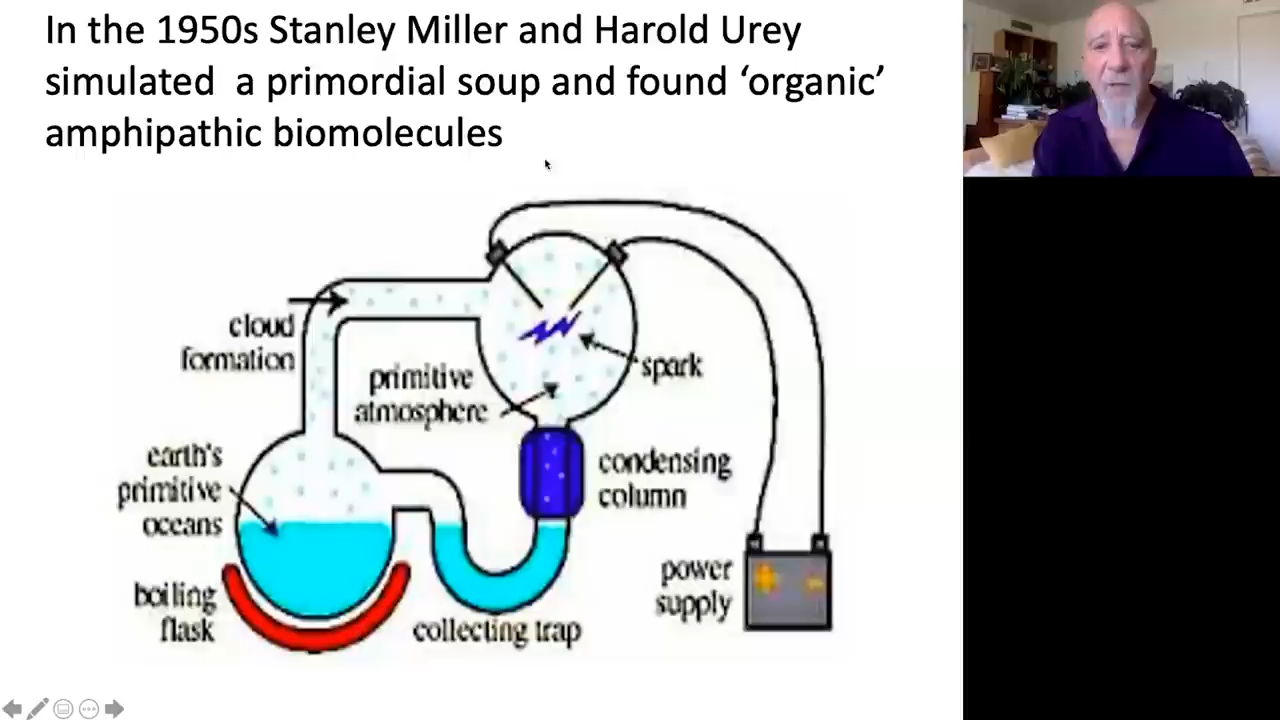 In the 1950s Stanley Miller and Harold Urey
simulated a primordial soup and found ‘organic’
amphipathic biomolecules
cloud
formation
spark
primitive
atmosphere
earth's
primitive
oceans
condensing
column
boiling
flask
collecting trap
power
supply